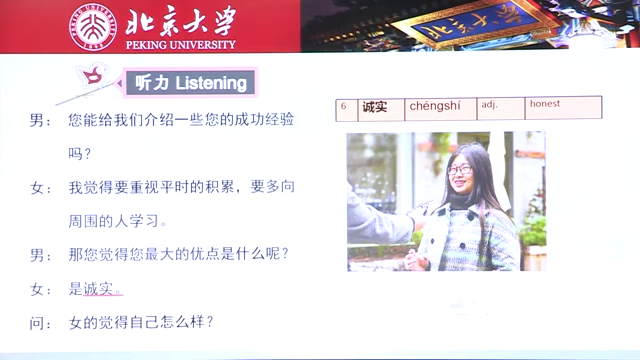 北京大学
PEKING UNIVERSITY
听力 Listening
男： 您能给我们介绍一些您的成功经验
吗？
女： 我觉得要重视平时的积累，要多向
周围的人学习。
男： 那您觉得您最大的优点是什么呢？
女： 是诚实。
问： 女的觉得自己怎么样？
6 诚实 chéngshí adj. honest